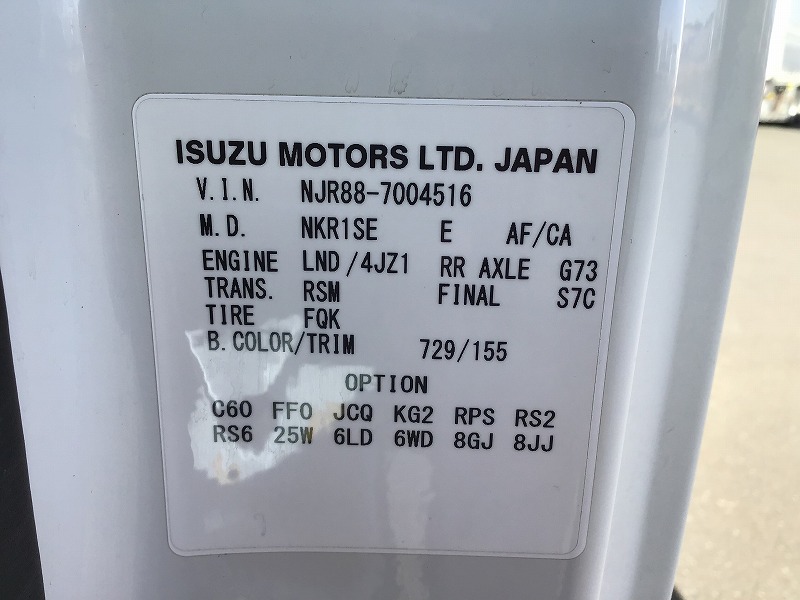 ISUZU MOTORS LTD. JAPAN
V.I.N. NJR88-7004516
M.D. NKR1SE E AF/CA
ENGINE LND/4JZ1 RR AXLE G73
TRANS. RSM FINAL S7C
TIRE FQK
B.COLOR/TRIM 729/155
OPTION
C60 FF0 JCQ KG2 RPS RS2
RS6 25W 6LD 6WD 8GJ 8JJ